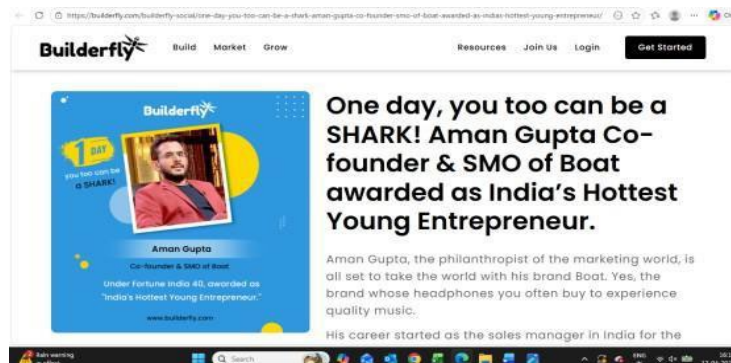 https://builderfly.com/builderfly-social/one-day-you-too-can-be-a-shark-aman-gupta-co-founder-smo-of-boat-awarded-as-indias-hottest-young-entrepreneur/
Builderfly
Build Market Grow
Resources Join Us Login Get Started
Builderfly
1 DAY
you too can be
a SHARK!
Aman Gupta
Co-founder & SMO of Boat
Under Fortune India 40, awarded as
"India's Hottest Young Entrepreneur."
www.builderfly.com
One day, you too can be a
SHARK! Aman Gupta Co-
founder & SMO of Boat
awarded as India's Hottest
Young Entrepreneur.
Aman Gupta, the philanthropist of the marketing world, is
all set to take the world with his brand Boat. Yes, the
brand whose headphones you often buy to experience
quality music.
His career started as the sales manager in India for the
Rain warning
Search
ENG